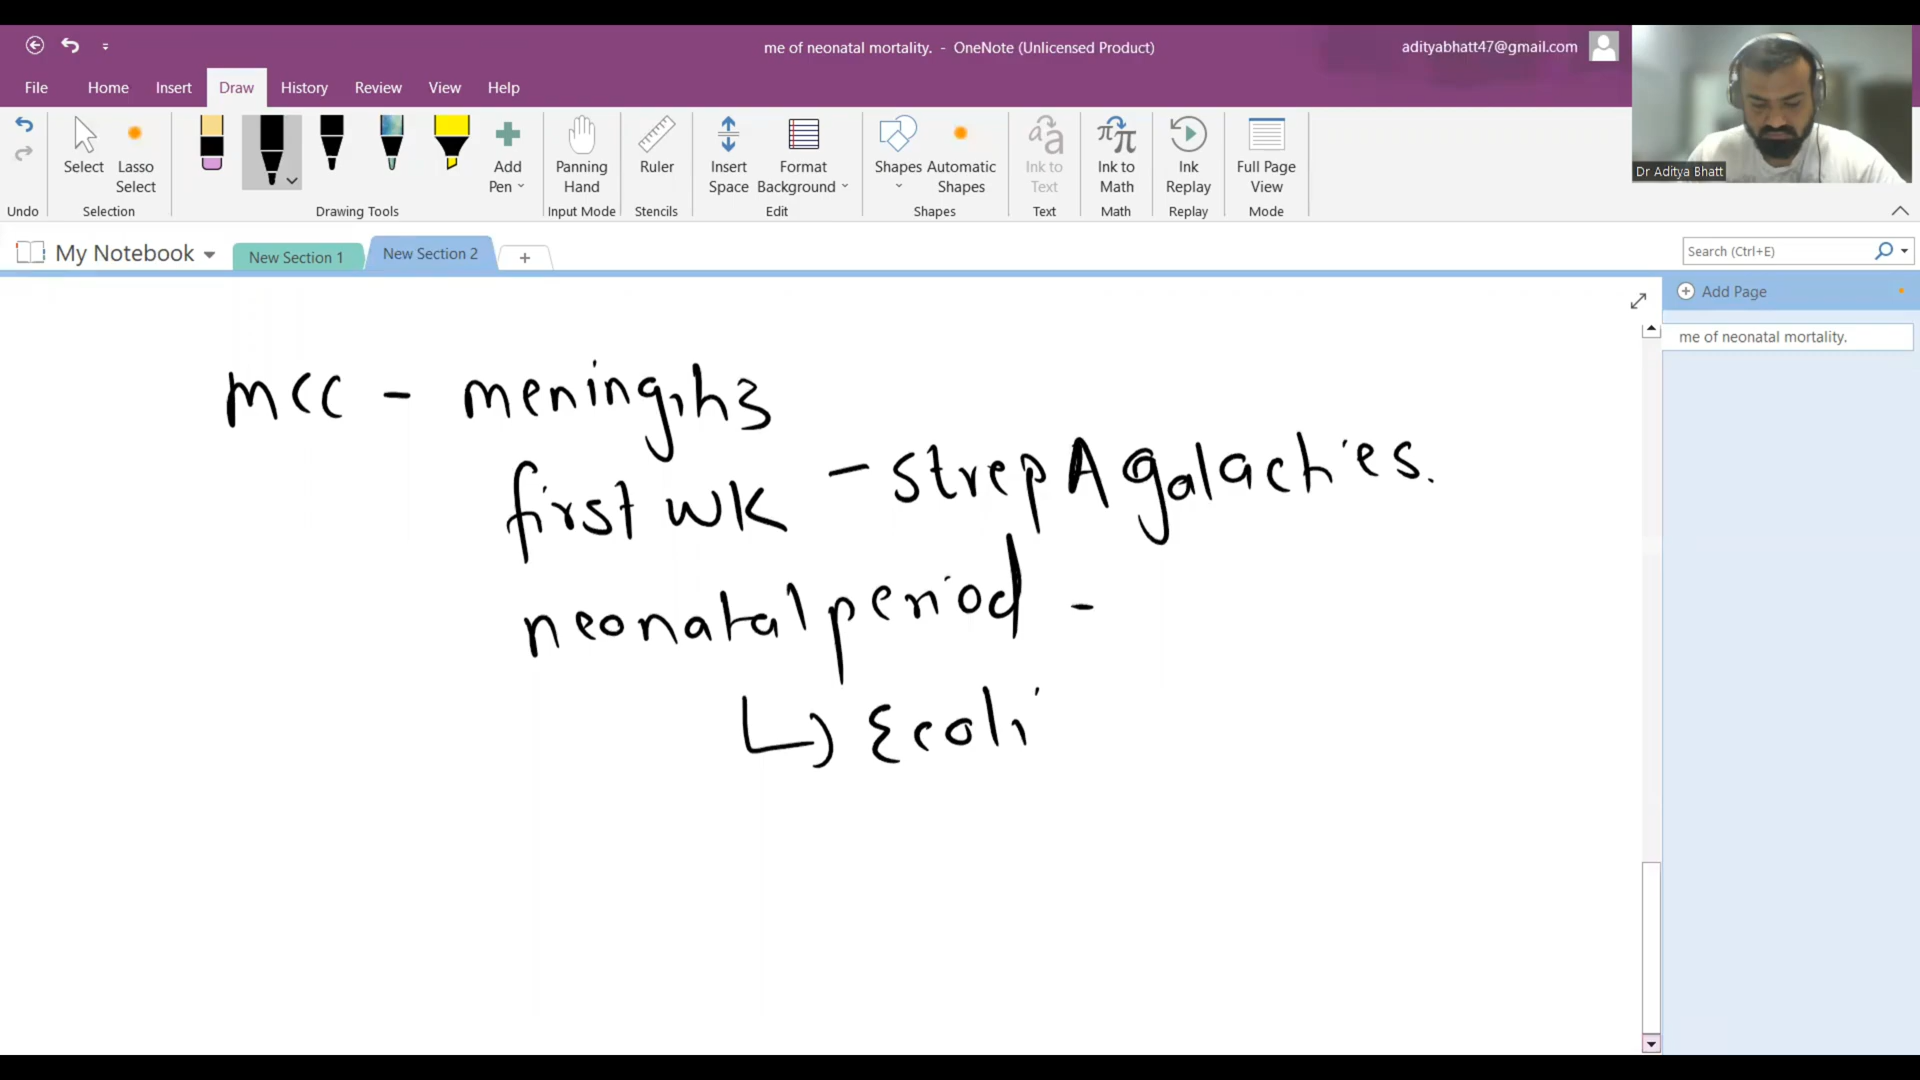 me of neonatal mortality. - OneNote (Unlicensed Product)
adityabhatt47@gmail.com
File Home Insert Draw History Review View Help
Select
Lasso Select
Add Pen
Panning Hand
Ruler
Insert Space
Format Background
Shapes
Automatic Shapes
Ink to Text
Ink to Math
Ink Replay
Full Page View
Dr Aditya Bhatt
Undo Selection Drawing Tools Input Mode Stencils Edit Shapes Text Math Replay Mode
My Notebook New Section 1 New Section 2 +
Search (Ctrl+E)
Add Page
me of neonatal mortality.
mcc - meningihs
first wk - strep Agalachies.
neonatal period -
↳ Ecoli